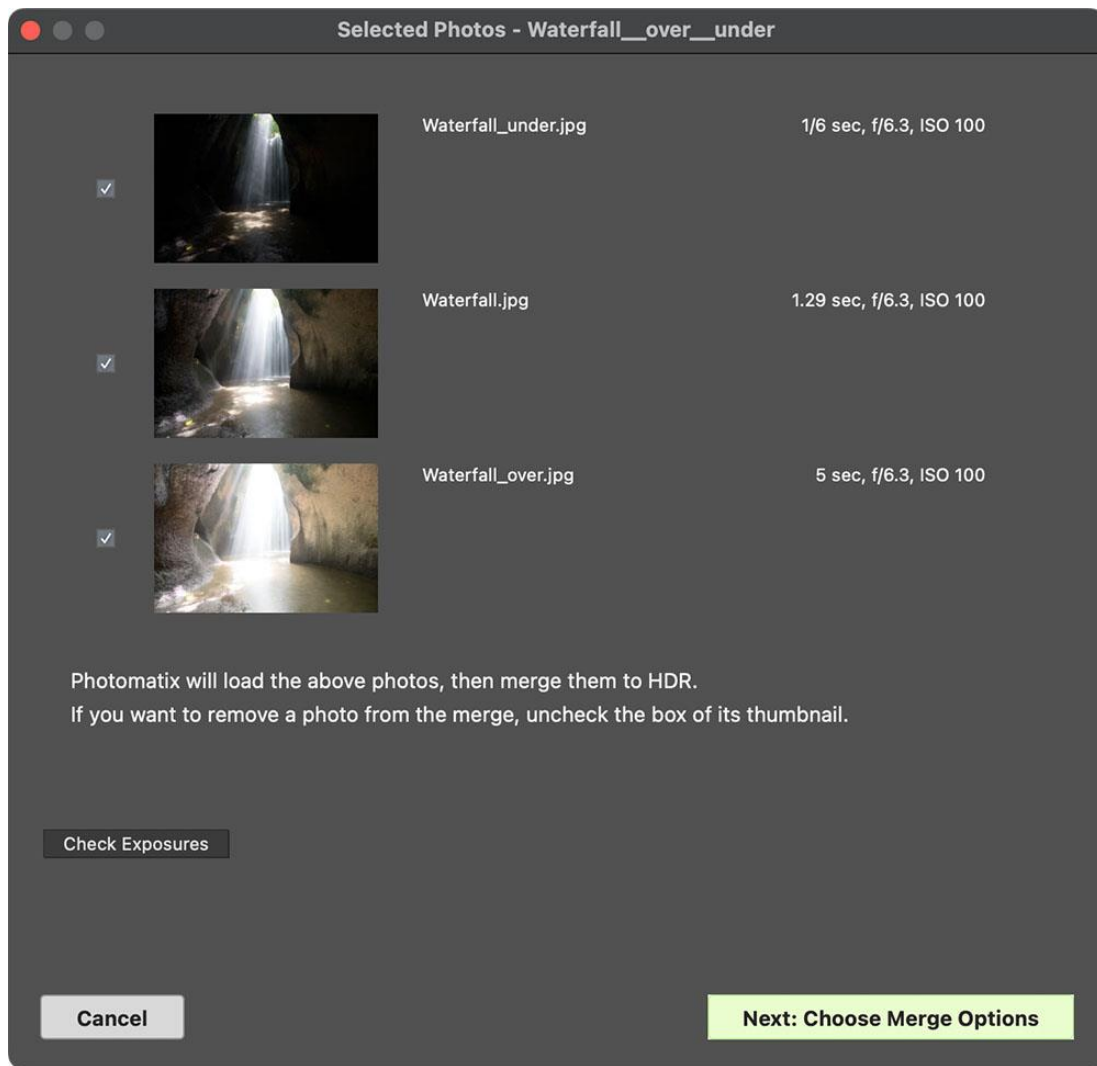 Selected Photos - Waterfall__over__under
Waterfall_under.jpg 1/6 sec, f/6.3, ISO 100
Waterfall.jpg 1.29 sec, f/6.3, ISO 100
Waterfall_over.jpg 5 sec, f/6.3, ISO 100
Photomatix will load the above photos, then merge them to HDR.
If you want to remove a photo from the merge, uncheck the box of its thumbnail.
Check Exposures
Cancel
Next: Choose Merge Options